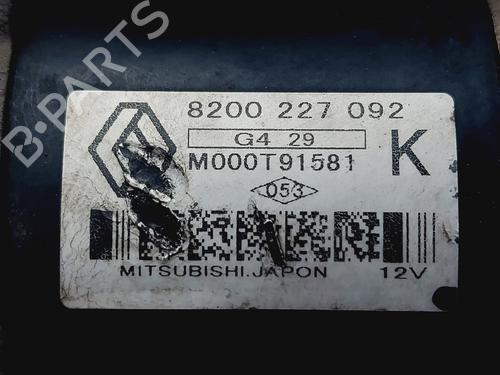 B-PARTS
8200 227 092
G4 29
M000T91581
K
053
MITSUBISHI.JAPON 12V